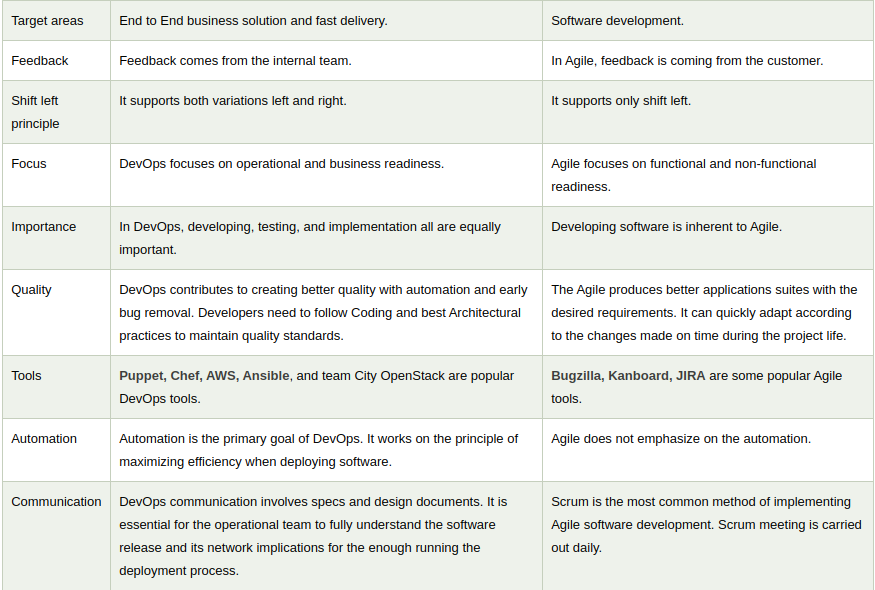 Target areas
End to End business solution and fast delivery.
Software development.
Feedback
Feedback comes from the internal team.
In Agile, feedback is coming from the customer.
Shift left
principle
It supports both variations left and right.
It supports only shift left.
Focus
DevOps focuses on operational and business readiness.
Agile focuses on functional and non-functional
readiness.
Importance
In DevOps, developing, testing, and implementation all are equally
important.
Developing software is inherent to Agile.
Quality
DevOps contributes to creating better quality with automation and early
bug removal. Developers need to follow Coding and best Architectural
practices to maintain quality standards.
The Agile produces better applications suites with the
desired requirements. It can quickly adapt according
to the changes made on time during the project life.
Tools
Puppet, Chef, AWS, Ansible, and team City OpenStack are popular
DevOps tools.
Bugzilla, Kanboard, JIRA are some popular Agile
tools.
Automation
Automation is the primary goal of DevOps. It works on the principle of
maximizing efficiency when deploying software.
Agile does not emphasize on the automation.
Communication
DevOps communication involves specs and design documents. It is
essential for the operational team to fully understand the software
release and its network implications for the enough running the
deployment process.
Scrum is the most common method of implementing
Agile software development. Scrum meeting is carried
out daily.